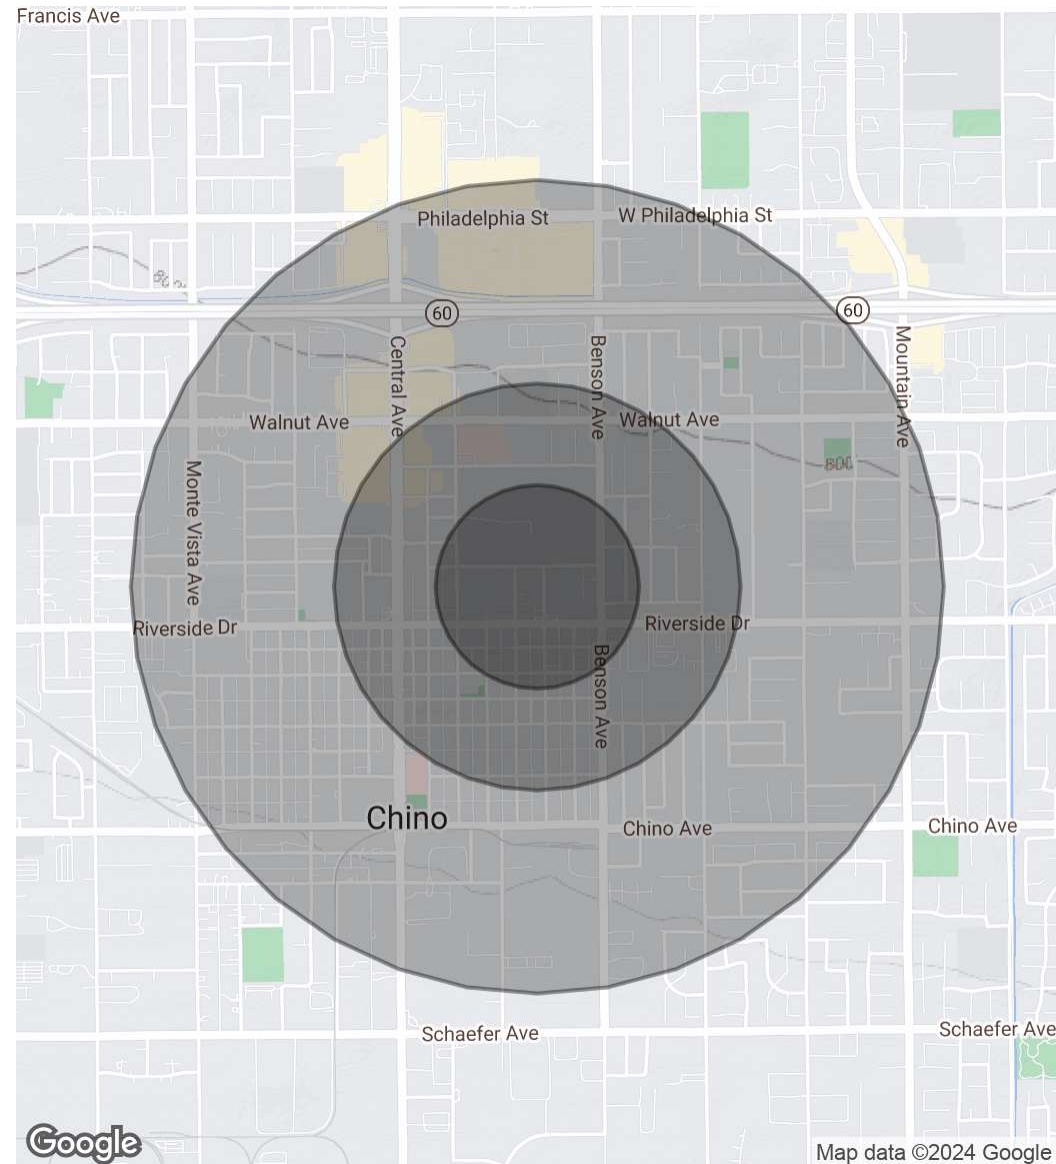 Francis Ave
Philadelphia St
W Philadelphia St
60
60
Central Ave
Benson Ave
Mountain Ave
Walnut Ave
Walnut Ave
Monte Vista Ave
Riverside Dr
Riverside Dr
Benson Ave
Chino
Chino Ave
Chino Ave
Schaefer Ave
Schaefer Ave
Google
Map data ©2024 Google